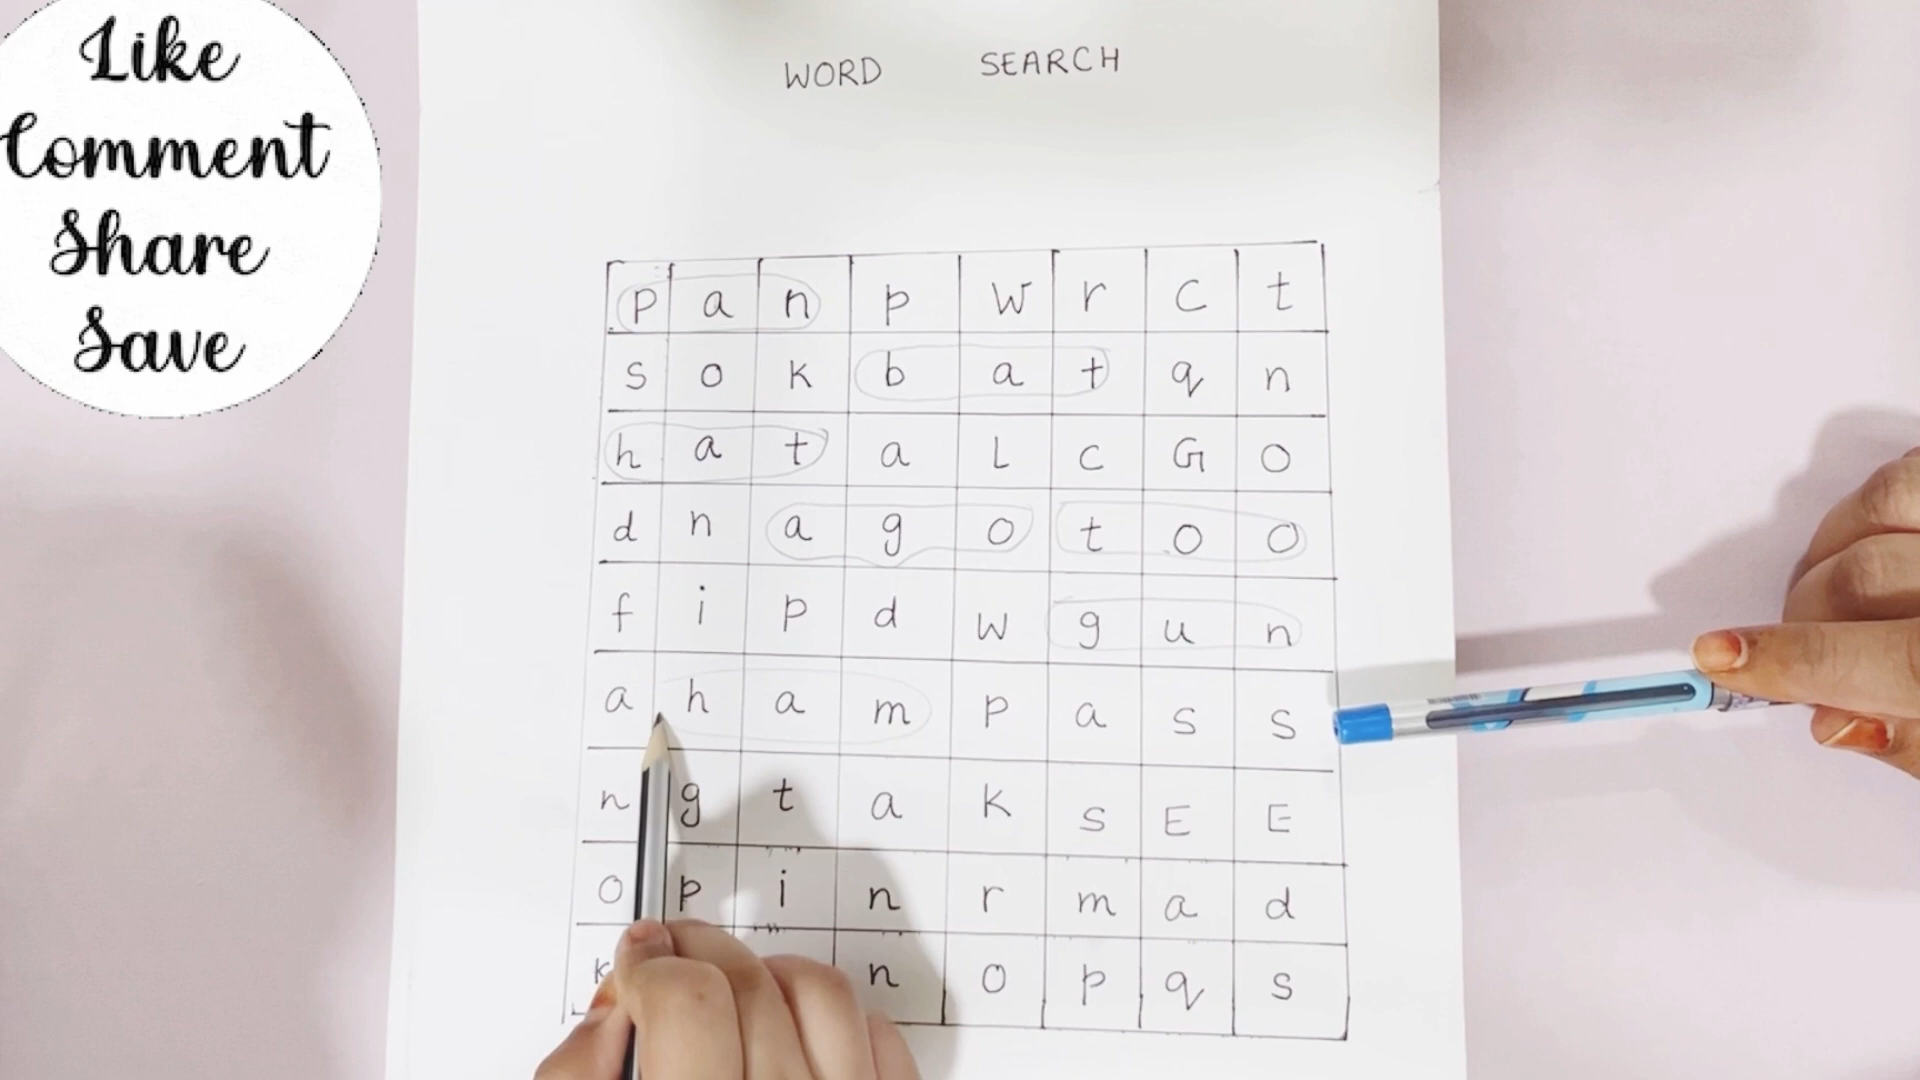 Like
Comment
Share
Save
WORD SEARCH
p a n p W r C t
s o k b a t q n
h a t a L c G O
d n a g o t o o
f i p d w g u n
a h a m p a s s
n g t a K s E E
o p i n r m a d
k n o p q s